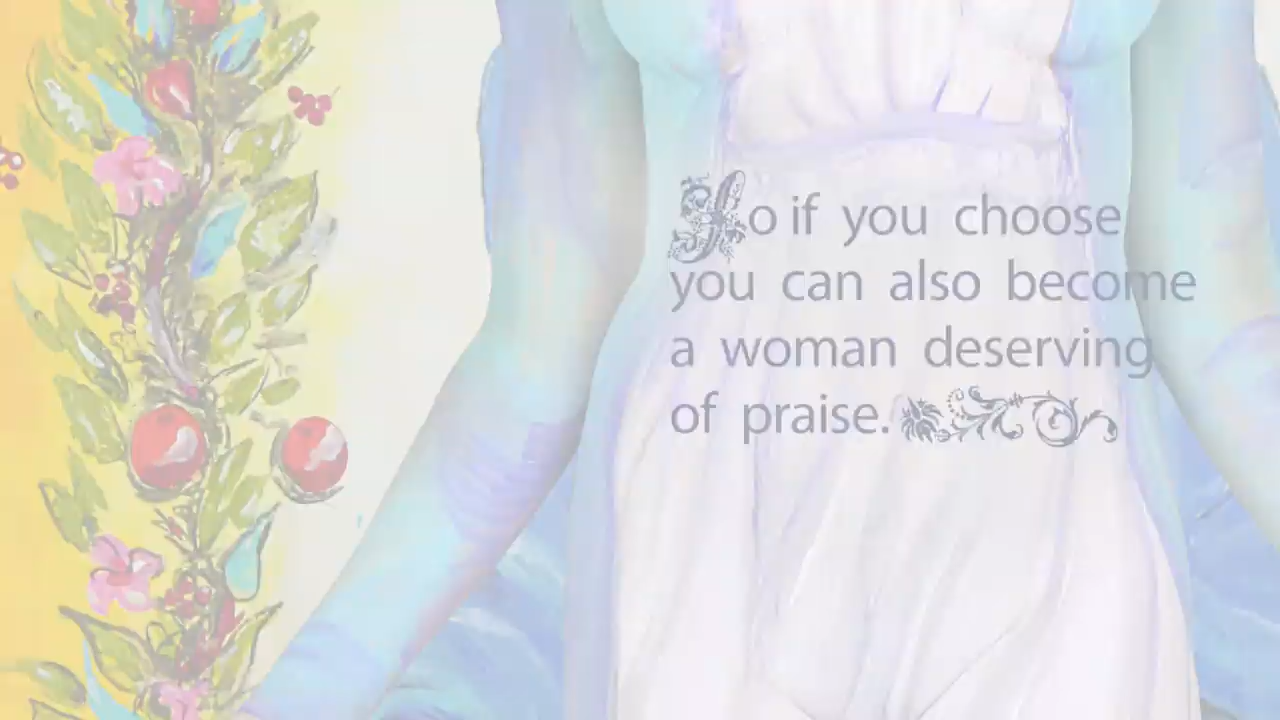 So if you choose
you can also become
a woman deserving
of praise.